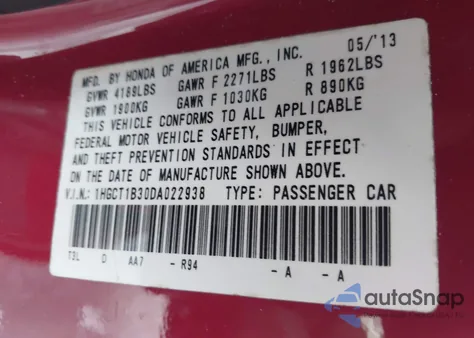 MFD. BY HONDA OF AMERICA MFG., INC. 05/'13
GVWR 4189LBS GAWR F 2271LBS R 1962LBS
GVWR 1900KG GAWR F 1030KG R 890KG
THIS VEHICLE CONFORMS TO ALL APPLICABLE
FEDERAL MOTOR VEHICLE SAFETY, BUMPER,
AND THEFT PREVENTION STANDARDS IN EFFECT
ON THE DATE OF MANUFACTURE SHOWN ABOVE.
V.I.N.: 1HGCT1B30DA022938 TYPE: PASSENGER CAR
T3L D AA7 - R94 - A - A
autoSnap